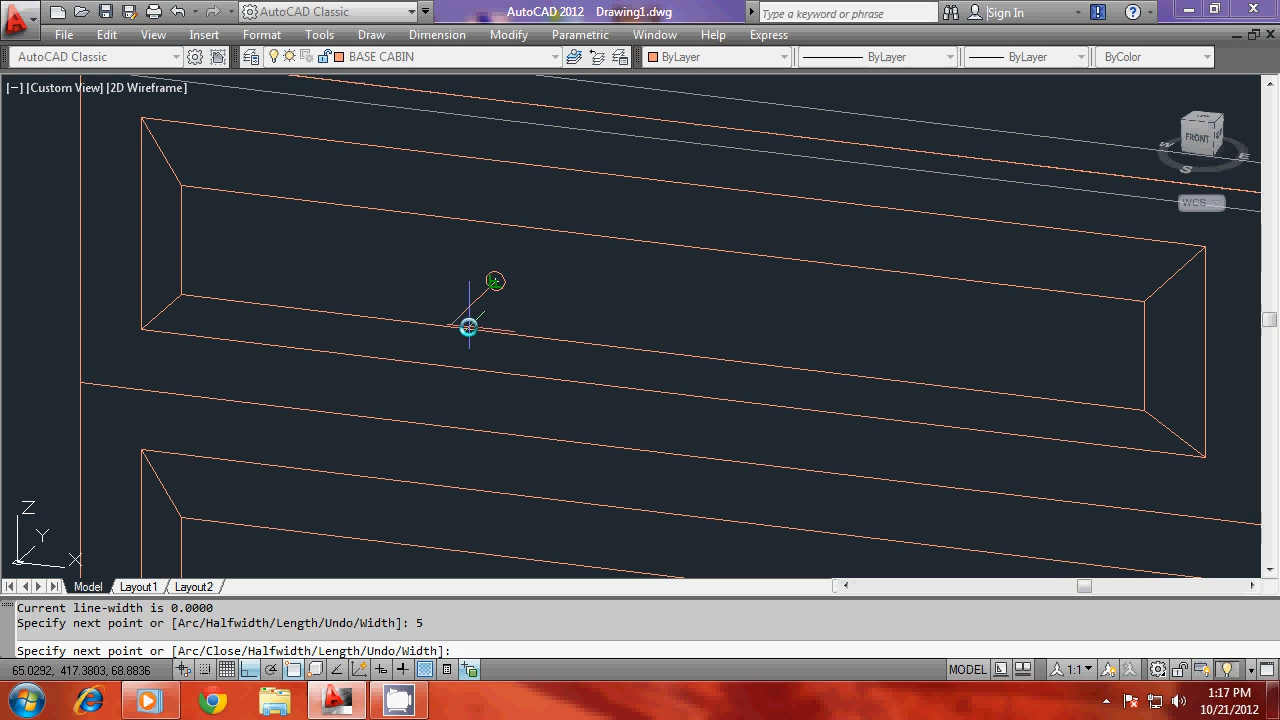 AutoCAD Classic
AutoCAD 2012 Drawing1.dwg
Type a keyword or phrase
Sign In
File Edit View Insert Format Tools Draw Dimension Modify Parametric Window Help Express
AutoCAD Classic
BASE CABIN
ByLayer
ByLayer
ByLayer
ByColor
[−] [Custom View] [2D Wireframe]
FRONT
W
S
E
WCS
Z
Y
X
Model Layout1 Layout2
Current line-width is 0.0000
Specify next point or [Arc/Halfwidth/Length/Undo/Width]: 5
Specify next point or [Arc/Close/Halfwidth/Length/Undo/Width]:
65.0292, 417.3803, 68.8836
MODEL
1:1
1:17 PM
10/21/2012